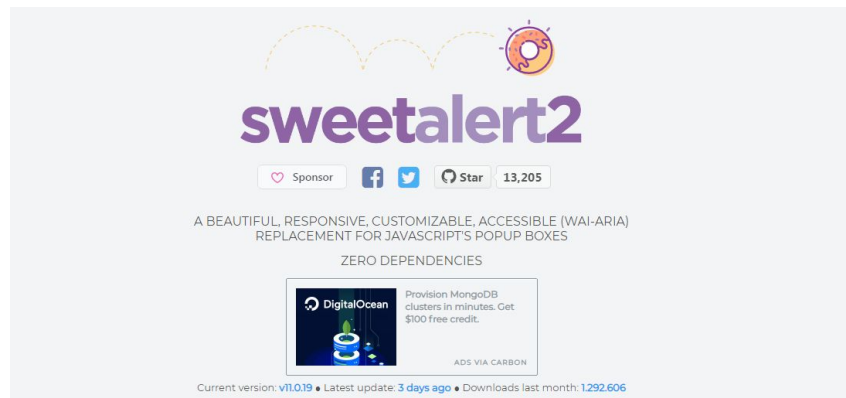 sweetalert2
Sponsor
Star 13,205
A BEAUTIFUL, RESPONSIVE, CUSTOMIZABLE, ACCESSIBLE (WAI-ARIA)
REPLACEMENT FOR JAVASCRIPT'S POPUP BOXES
ZERO DEPENDENCIES
DigitalOcean
Provision MongoDB
clusters in minutes. Get
$100 free credit.
ADS VIA CARBON
Current version: v11.0.19 • Latest update: 3 days ago • Downloads last month: 1.292.606